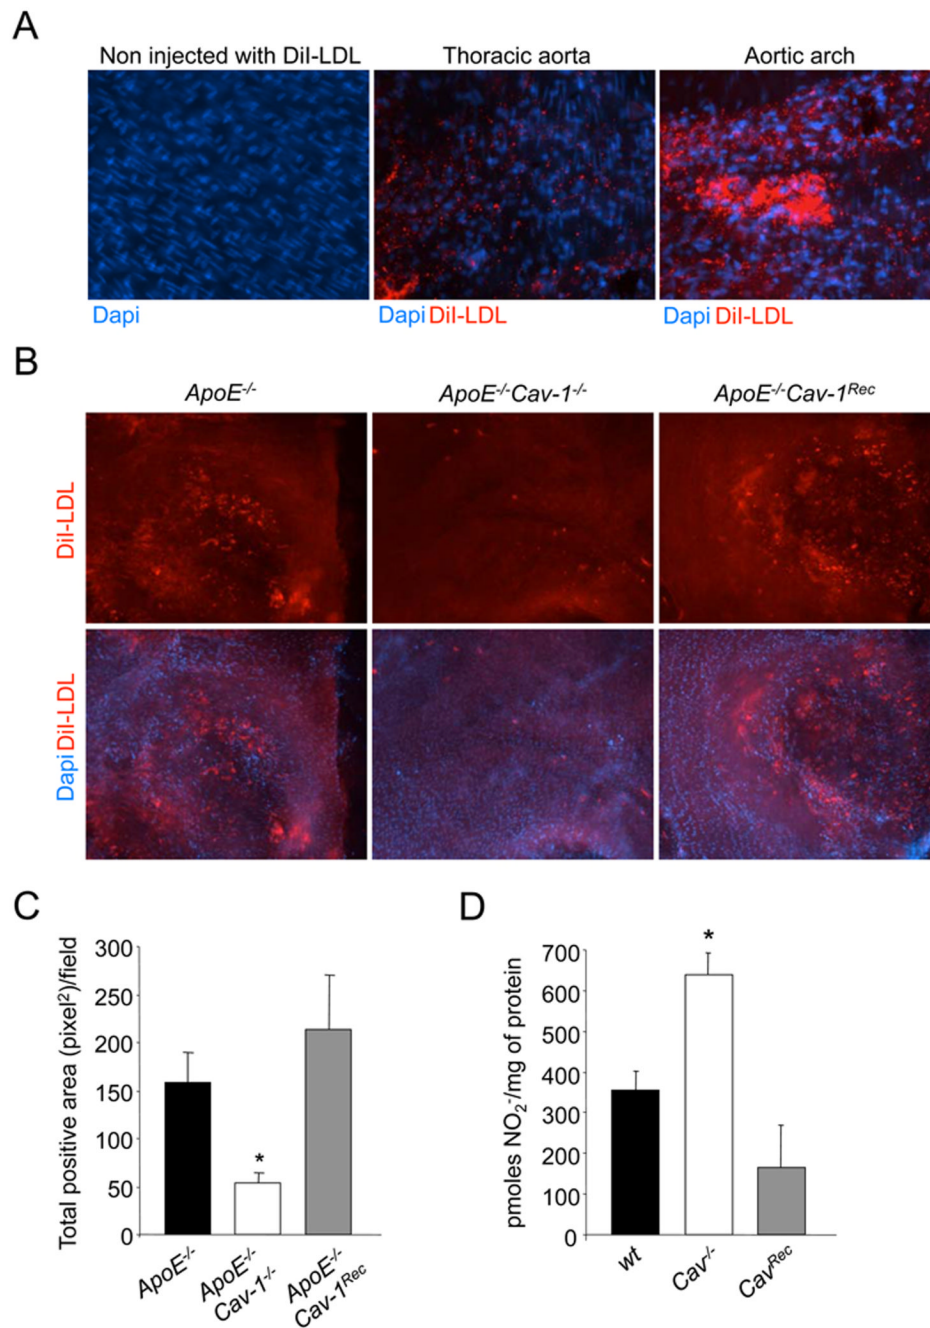 A
Non injected with DiI-LDL
Thoracic aorta
Aortic arch
Dapi
Dapi DiI-LDL
Dapi DiI-LDL
B
ApoE-/-
ApoE-/-Cav-1-/-
ApoE-/-Cav-1Rec
DiI-LDL
Dapi DiI-LDL
C
Total positive area (pixel2)/field
300
250
200
150
100
50
0
*
ApoE-/-
ApoE-/-
Cav-1-/-
ApoE-/-
Cav-1Rec
D
pmoles NO2-/mg of protein
700
600
500
400
300
200
100
0
*
wt
Cav-/-
CavRec